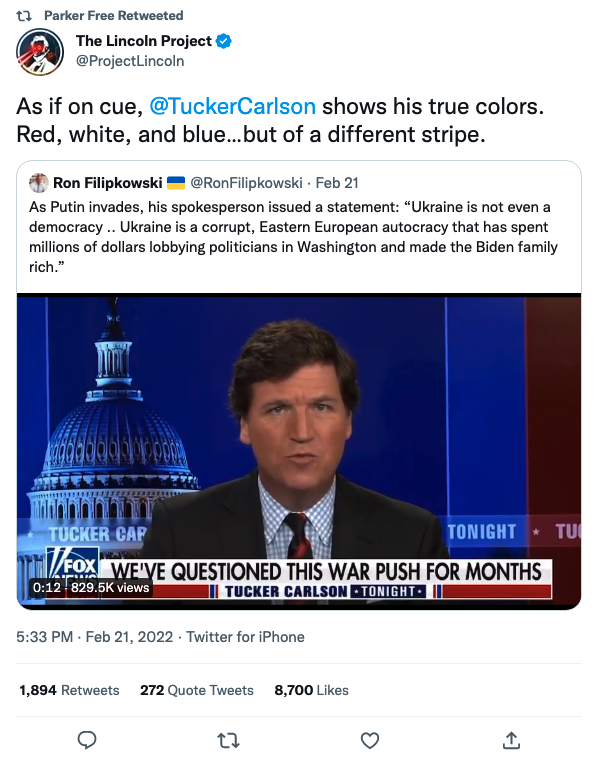 Parker Free Retweeted
The Lincoln Project
@ProjectLincoln
As if on cue, @TuckerCarlson shows his true colors.
Red, white, and blue...but of a different stripe.
Ron Filipkowski 🇺🇦 @RonFilipkowski · Feb 21
As Putin invades, his spokesperson issued a statement: “Ukraine is not even a
democracy .. Ukraine is a corrupt, Eastern European autocracy that has spent
millions of dollars lobbying politicians in Washington and made the Biden family
rich.”
TUCKER CAR
TONIGHT ★ TU
FOX
NEWS
WE'VE QUESTIONED THIS WAR PUSH FOR MONTHS
0:12 · 829.5K views
TUCKER CARLSON ★TONIGHT★
5:33 PM · Feb 21, 2022 · Twitter for iPhone
1,894 Retweets 272 Quote Tweets 8,700 Likes